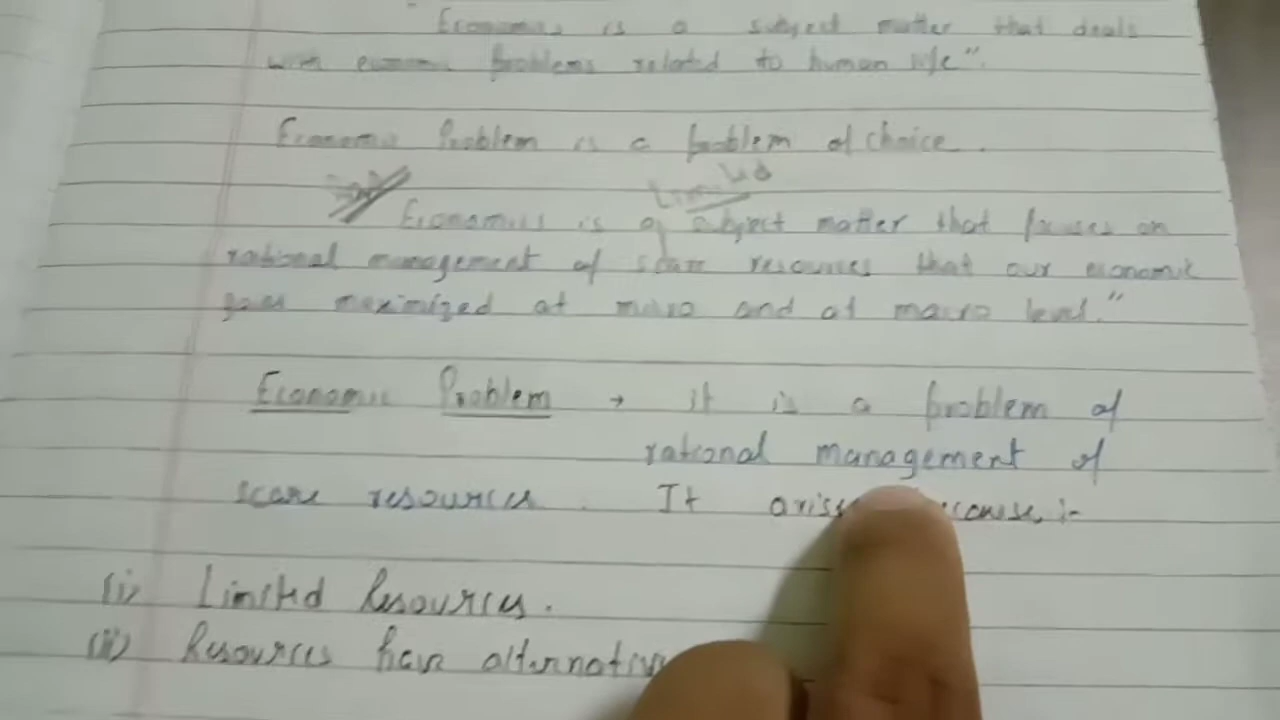 "Economics is a subject matter that deals
with economic problems related to human life".
Economic Problem is a problem of choice.
Limited
Economics is a subject matter that focuses on
rational management of scare resources that our economic
gains maximized at micro and at macro level."
Economic Problem → it is a problem of
rational management of
scare resources. It arises because :-
(i) Limited Resources.
(ii) Resources have alternative